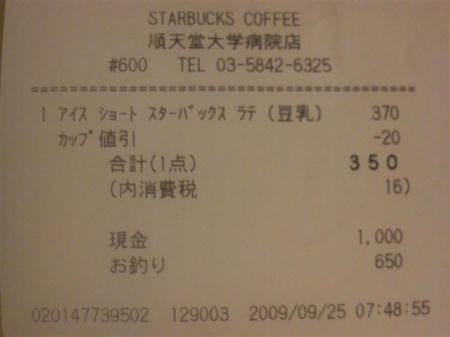 STARBUCKS COFFEE
順天堂大学病院店
#600 TEL 03-5842-6325
1 ｱｲｽ ｼｮｰﾄ ｽﾀｰﾊﾞｯｸｽ ﾗﾃ (豆乳) 370
ｶｯﾌﾟ値引 -20
合計(1点) 350
(内消費税 16)
現金 1,000
お釣り 650
020147739502 129003 2009/09/25 07:48:55